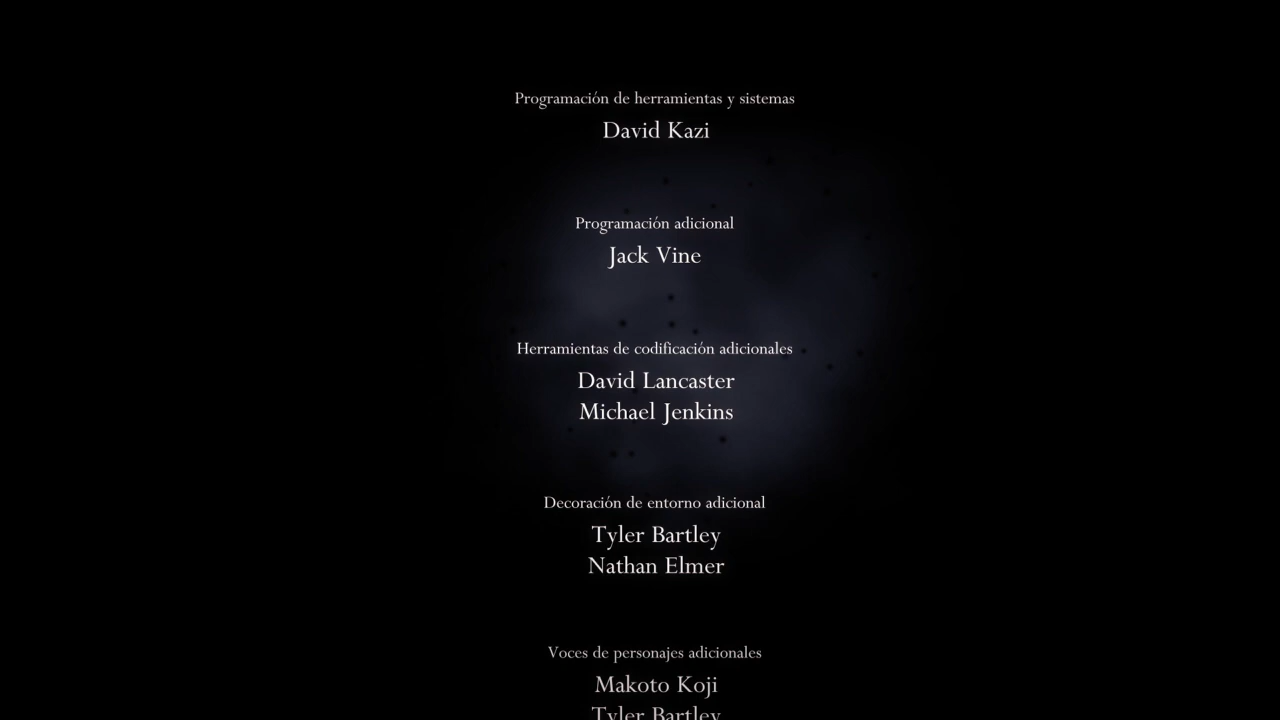 Programación de herramientas y sistemas
David Kazi
Programación adicional
Jack Vine
Herramientas de codificación adicionales
David Lancaster
Michael Jenkins
Decoración de entorno adicional
Tyler Bartley
Nathan Elmer
Voces de personajes adicionales
Makoto Koji
Tyler Bartley